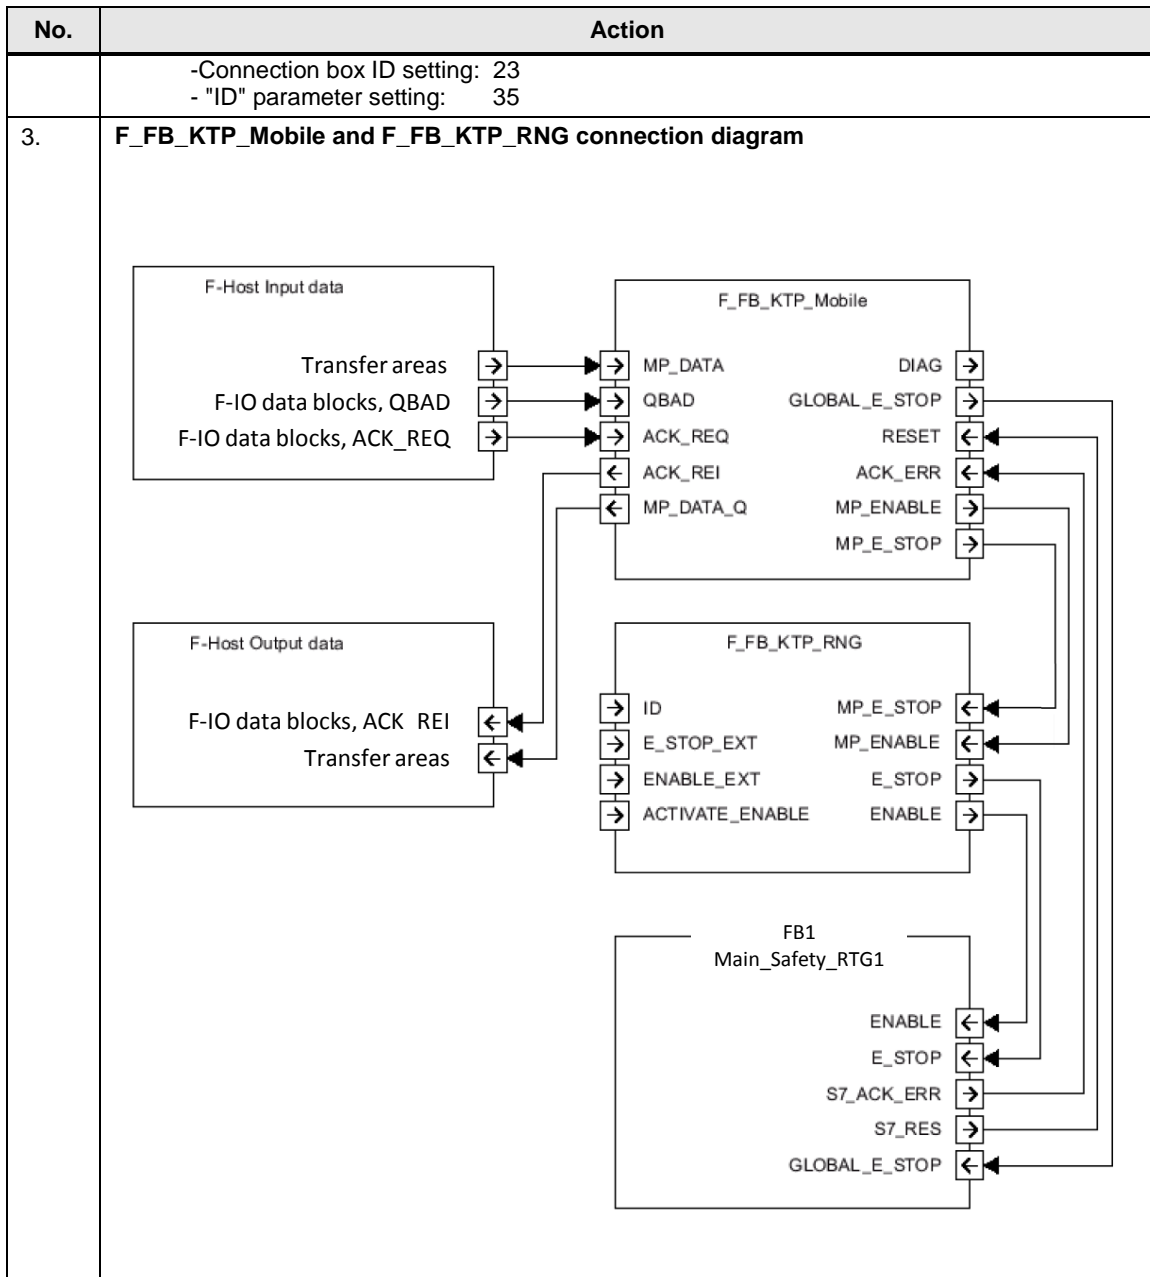 No.
Action
-Connection box ID setting: 23
- "ID" parameter setting: 35
3.
F_FB_KTP_Mobile and F_FB_KTP_RNG connection diagram
F-Host Input data
Transfer areas
F-IO data blocks, QBAD
F-IO data blocks, ACK_REQ
F_FB_KTP_Mobile
MP_DATA
DIAG
QBAD
GLOBAL_E_STOP
ACK_REQ
RESET
ACK_REI
ACK_ERR
MP_DATA_Q
MP_ENABLE
MP_E_STOP
F-Host Output data
F-IO data blocks, ACK REI
Transfer areas
F_FB_KTP_RNG
ID
MP_E_STOP
E_STOP_EXT
MP_ENABLE
ENABLE_EXT
E_STOP
ACTIVATE_ENABLE
ENABLE
FB1
Main_Safety_RTG1
ENABLE
E_STOP
S7_ACK_ERR
S7_RES
GLOBAL_E_STOP